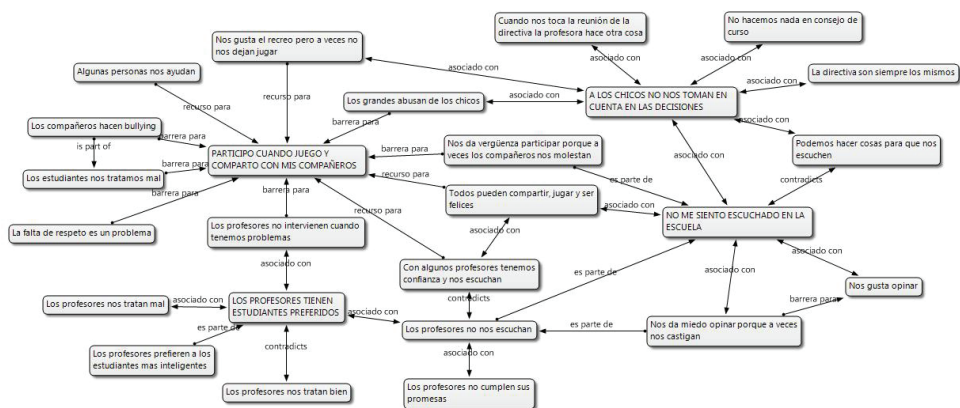 Cuando nos toca la reunión de la
directiva la profesora hace otra cosa
No hacemos nada en consejo de
curso
Nos gusta el recreo pero a veces no
nos dejan jugar
asociado con
asociado con
Algunas personas nos ayudan
asociado con
asociado con
La directiva son siempre los mismos
recurso para
recurso para
Los grandes abusan de los chicos
asociado con
A LOS CHICOS NO NOS TOMAN EN
CUENTA EN LAS DECISIONES
Los compañeros hacen bullying
barrera para
barrera para
asociado con
is part of
PARTICIPO CUANDO JUEGO Y
COMPARTO CON MIS COMPAÑEROS
barrera para
Nos da vergüenza participar porque a
veces los compañeros nos molestan
asociado con
Podemos hacer cosas para que nos
escuchen
Los estudiantes nos tratamos mal
barrera para
recurso para
es parte de
contradicts
barrera para
barrera para
Todos pueden compartir, jugar y ser
felices
asociado con
NO ME SIENTO ESCUCHADO EN LA
ESCUELA
La falta de respeto es un problema
Los profesores no intervienen cuando
tenemos problemas
recurso para
asociado con
asociado con
Con algunos profesores tenemos
confianza y nos escuchan
es parte de
asociado con
asociado con
Nos gusta opinar
Los profesores nos tratan mal
asociado con
LOS PROFESORES TIENEN
ESTUDIANTES PREFERIDOS
contradicts
barrera para
asociado con
Los profesores no nos escuchan
es parte de
Nos da miedo opinar porque a veces
nos castigan
es parte de
Los profesores prefieren a los
estudiantes mas inteligentes
contradicts
asociado con
Los profesores nos tratan bien
Los profesores no cumplen sus
promesas